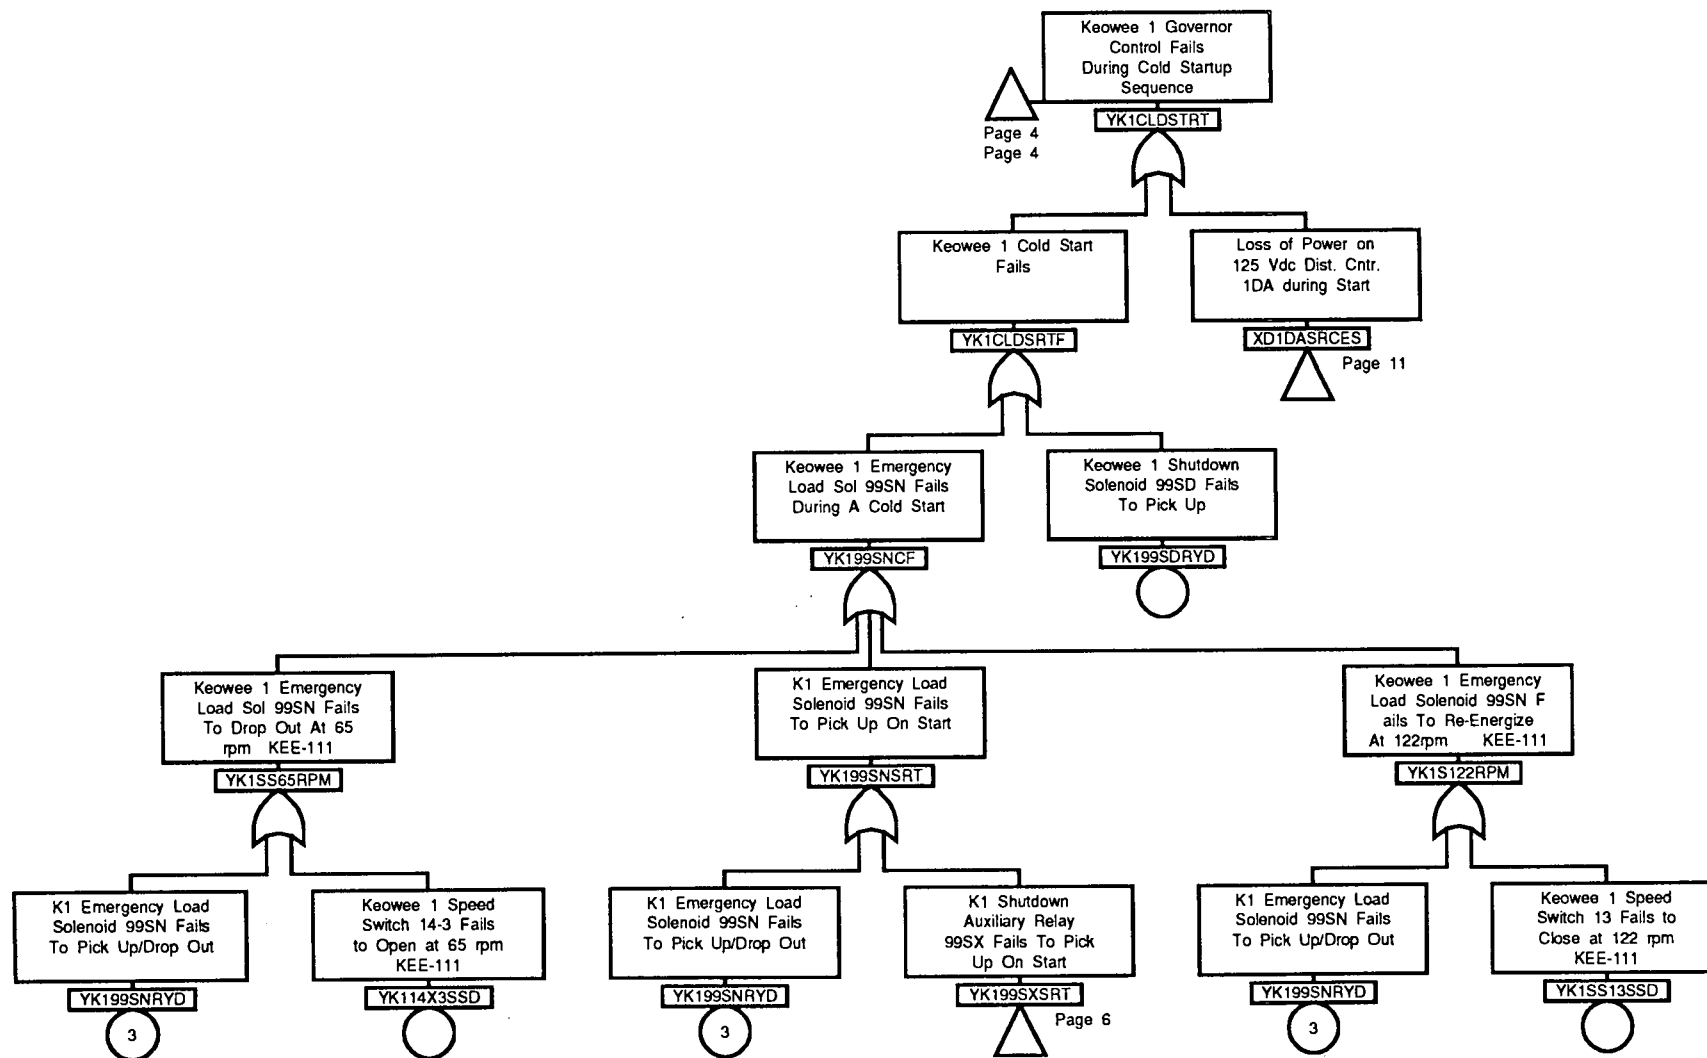 Keowee 1 Governor
Control Fails
During Cold Startup
Sequence
Page 4
Page 4
YK1CLDSTRT
Keowee 1 Cold Start
Fails
YK1CLDSRTF
Loss of Power on
125 Vdc Dist. Cntr.
1DA during Start
XD1DASRCES
Page 11
Keowee 1 Emergency
Load Sol 99SN Fails
During A Cold Start
YK199SNCF
Keowee 1 Shutdown
Solenoid 99SD Fails
To Pick Up
YK199SDRYD
Keowee 1 Emergency
Load Sol 99SN Fails
To Drop Out At 65
rpm KEE-111
YK1SS65RPM
K1 Emergency Load
Solenoid 99SN Fails
To Pick Up On Start
YK199SNSRT
Keowee 1 Emergency
Load Solenoid 99SN F
ails To Re-Energize
At 122rpm KEE-111
YK1S122RPM
K1 Emergency Load
Solenoid 99SN Fails
To Pick Up/Drop Out
YK199SNRYD
3
Keowee 1 Speed
Switch 14-3 Fails
to Open at 65 rpm
KEE-111
YK114X3SSD
K1 Emergency Load
Solenoid 99SN Fails
To Pick Up/Drop Out
YK199SNRYD
3
K1 Shutdown
Auxiliary Relay
99SX Fails To Pick
Up On Start
YK199SXSRT
Page 6
K1 Emergency Load
Solenoid 99SN Fails
To Pick Up/Drop Out
YK199SNRYD
3
Keowee 1 Speed
Switch 13 Fails to
Close at 122 rpm
KEE-111
YK1SS13SSD